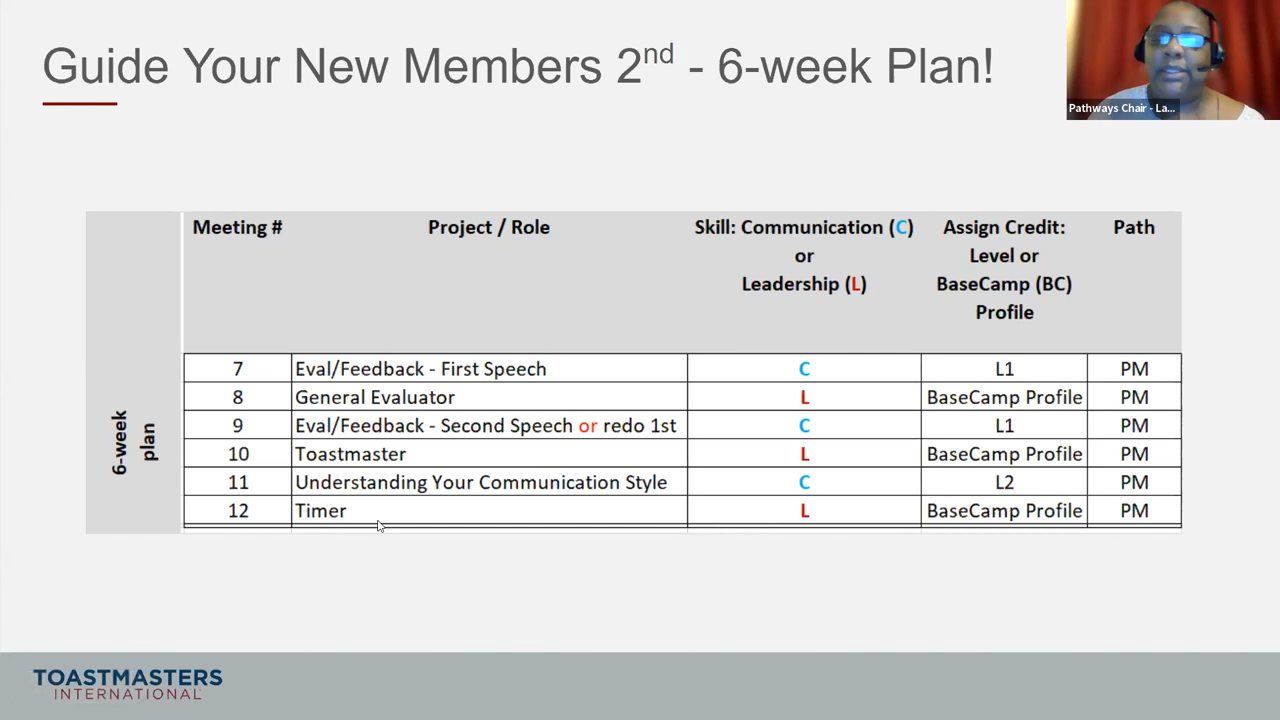 Guide Your New Members 2nd - 6-week Plan!
Pathways Chair - La...
Meeting #
Project / Role
Skill: Communication (C)
or
Leadership (L)
Assign Credit:
Level or
BaseCamp (BC)
Profile
Path
6-week
plan
7 Eval/Feedback - First Speech C L1 PM
8 General Evaluator L BaseCamp Profile PM
9 Eval/Feedback - Second Speech or redo 1st C L1 PM
10 Toastmaster L BaseCamp Profile PM
11 Understanding Your Communication Style C L2 PM
12 Timer L BaseCamp Profile PM
TOASTMASTERS
INTERNATIONAL